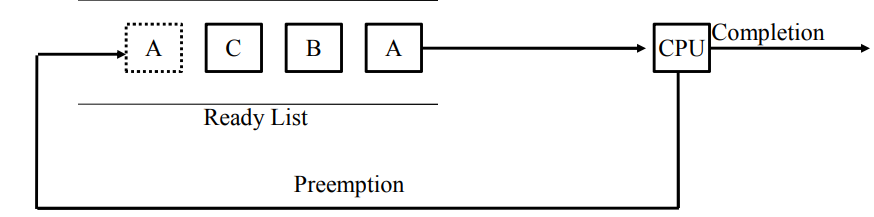 Completion
A C B A CPU
Ready List
Preemption